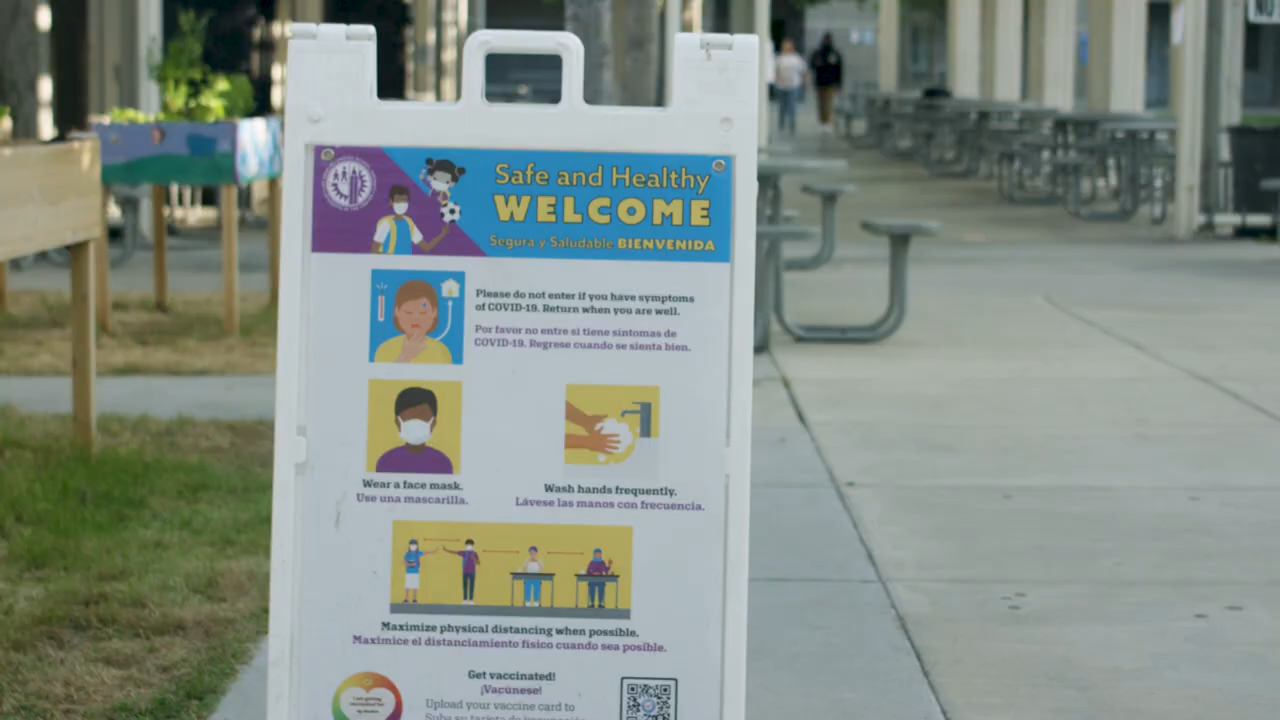 Safe and Healthy
WELCOME
Segura y Saludable BIENVENIDA
Please do not enter if you have symptoms
of COVID-19. Return when you are well.
Por favor no entre si tiene síntomas de
COVID-19. Regrese cuando se sienta bien.
Wear a face mask.
Use una mascarilla.
Wash hands frequently.
Lávese las manos con frecuencia.
Maximize physical distancing when possible.
Maximice el distanciamiento físico cuando sea posible.
Get vaccinated!
¡Vacúnese!
Upload your vaccine card to